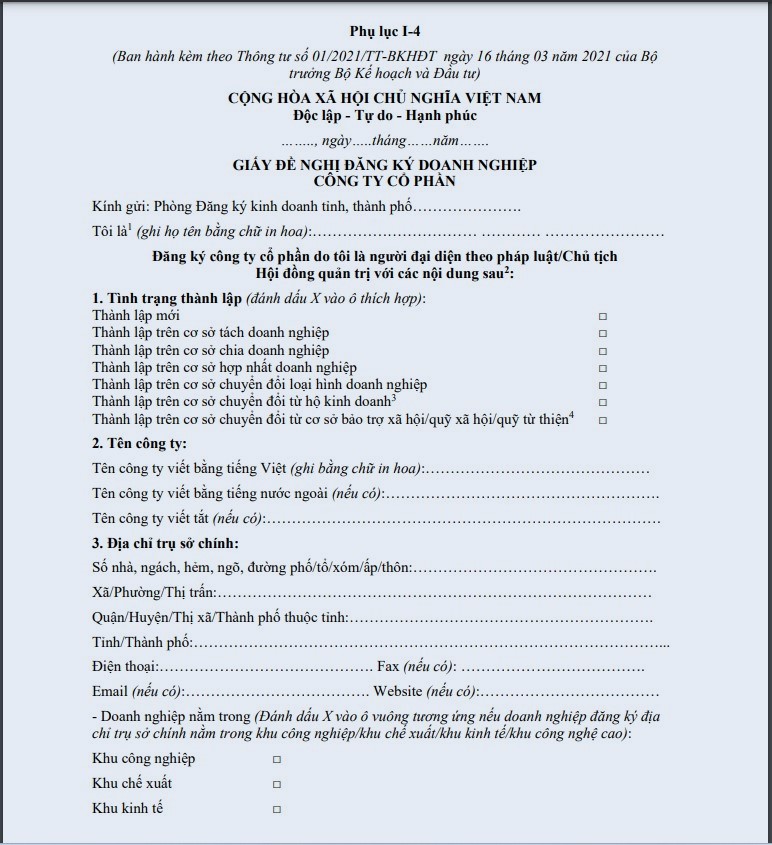 Phụ lục I-4
(Ban hành kèm theo Thông tư số 01/2021/TT-BKHĐT ngày 16 tháng 03 năm 2021 của Bộ
trưởng Bộ Kế hoạch và Đầu tư)
CỘNG HÒA XÃ HỘI CHỦ NGHĨA VIỆT NAM
Độc lập - Tự do - Hạnh phúc
........, ngày.....tháng......năm.......
GIẤY ĐỀ NGHỊ ĐĂNG KÝ DOANH NGHIỆP
CÔNG TY CỔ PHẦN
Kính gửi: Phòng Đăng ký kinh doanh tỉnh, thành phố......................
Tôi là¹ (ghi họ tên bằng chữ in hoa):................................. ............ ........................
Đăng ký công ty cổ phần do tôi là người đại diện theo pháp luật/Chủ tịch
Hội đồng quản trị với các nội dung sau²:
1. Tình trạng thành lập (đánh dấu X vào ô thích hợp):
Thành lập mới □
Thành lập trên cơ sở tách doanh nghiệp □
Thành lập trên cơ sở chia doanh nghiệp □
Thành lập trên cơ sở hợp nhất doanh nghiệp □
Thành lập trên cơ sở chuyển đổi loại hình doanh nghiệp □
Thành lập trên cơ sở chuyển đổi từ hộ kinh doanh³ □
Thành lập trên cơ sở chuyển đổi từ cơ sở bảo trợ xã hội/quỹ xã hội/quỹ từ thiện⁴ □
2. Tên công ty:
Tên công ty viết bằng tiếng Việt (ghi bằng chữ in hoa):.............................................
Tên công ty viết bằng tiếng nước ngoài (nếu có):.......................................................
Tên công ty viết tắt (nếu có):...............................................................................
3. Địa chỉ trụ sở chính:
Số nhà, ngách, hẻm, ngõ, đường phố/tổ/xóm/ấp/thôn:.................................................
Xã/Phường/Thị trấn:.......................................................................................
Quận/Huyện/Thị xã/Thành phố thuộc tỉnh:.............................................................
Tỉnh/Thành phố:................................................................................................
Điện thoại:........................................... Fax (nếu có): .....................................
Email (nếu có):..................................... Website (nếu có):....................................
- Doanh nghiệp nằm trong (Đánh dấu X vào ô vuông tương ứng nếu doanh nghiệp đăng ký địa
chỉ trụ sở chính nằm trong khu công nghiệp/khu chế xuất/khu kinh tế/khu công nghệ cao):
Khu công nghiệp □
Khu chế xuất □
Khu kinh tế □